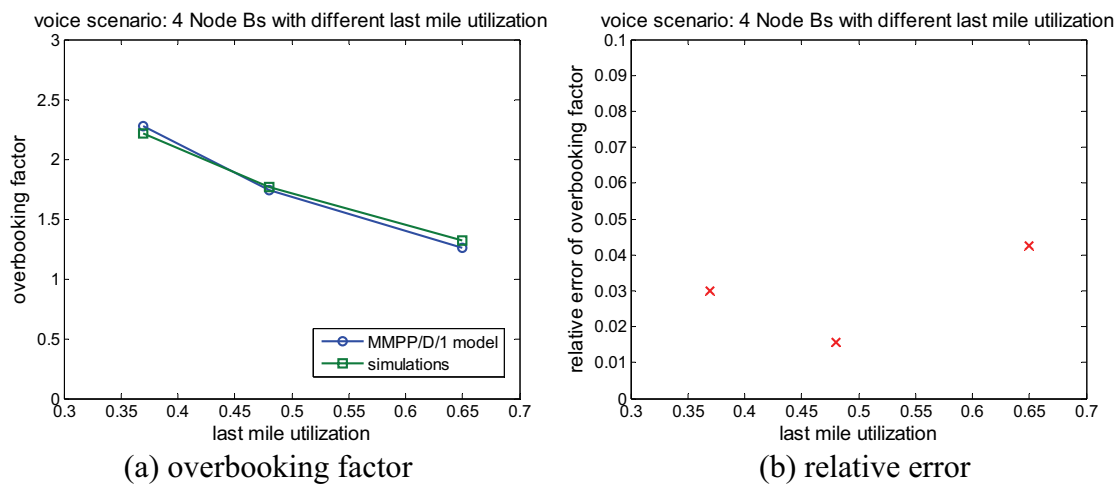 voice scenario: 4 Node Bs with different last mile utilization
3
2.5
2
1.5
1
0.5
0
overbooking factor
MMPP/D/1 model
simulations
0.3 0.35 0.4 0.45 0.5 0.55 0.6 0.65 0.7
last mile utilization
(a) overbooking factor
voice scenario: 4 Node Bs with different last mile utilization
0.1
0.09
0.08
0.07
0.06
0.05
0.04
0.03
0.02
0.01
0
relative error of overbooking factor
0.3 0.35 0.4 0.45 0.5 0.55 0.6 0.65 0.7
last mile utilization
(b) relative error